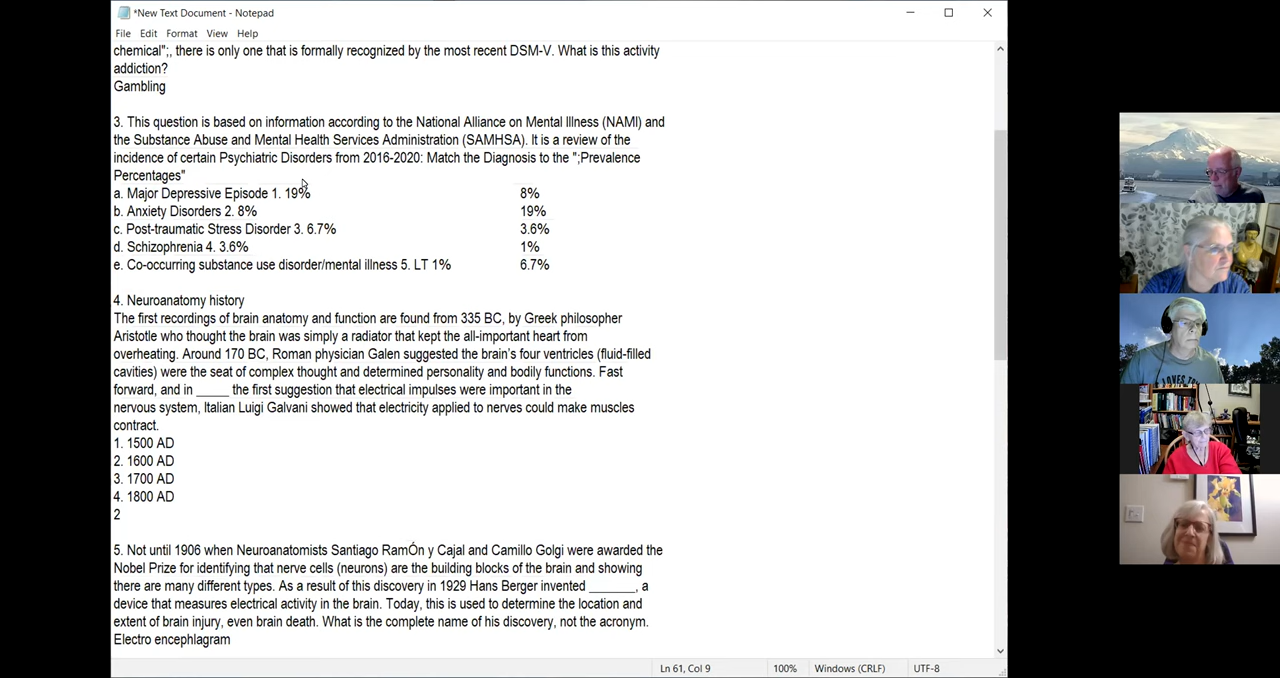 *New Text Document - Notepad
File Edit Format View Help
chemical";, there is only one that is formally recognized by the most recent DSM-V. What is this activity
addiction?
Gambling
3. This question is based on information according to the National Alliance on Mental Illness (NAMI) and
the Substance Abuse and Mental Health Services Administration (SAMHSA). It is a review of the
incidence of certain Psychiatric Disorders from 2016-2020: Match the Diagnosis to the ";Prevalence
Percentages"
a. Major Depressive Episode 1. 19% 8%
b. Anxiety Disorders 2. 8% 19%
c. Post-traumatic Stress Disorder 3. 6.7% 3.6%
d. Schizophrenia 4. 3.6% 1%
e. Co-occurring substance use disorder/mental illness 5. LT 1% 6.7%
4. Neuroanatomy history
The first recordings of brain anatomy and function are found from 335 BC, by Greek philosopher
Aristotle who thought the brain was simply a radiator that kept the all-important heart from
overheating. Around 170 BC, Roman physician Galen suggested the brain's four ventricles (fluid-filled
cavities) were the seat of complex thought and determined personality and bodily functions. Fast
forward, and in _____ the first suggestion that electrical impulses were important in the
nervous system, Italian Luigi Galvani showed that electricity applied to nerves could make muscles
contract.
1. 1500 AD
2. 1600 AD
3. 1700 AD
4. 1800 AD
2
5. Not until 1906 when Neuroanatomists Santiago RamÓn y Cajal and Camillo Golgi were awarded the
Nobel Prize for identifying that nerve cells (neurons) are the building blocks of the brain and showing
there are many different types. As a result of this discovery in 1929 Hans Berger invented _______, a
device that measures electrical activity in the brain. Today, this is used to determine the location and
extent of brain injury, even brain death. What is the complete name of his discovery, not the acronym.
Electro encephlagram
Ln 61, Col 9 100% Windows (CRLF) UTF-8